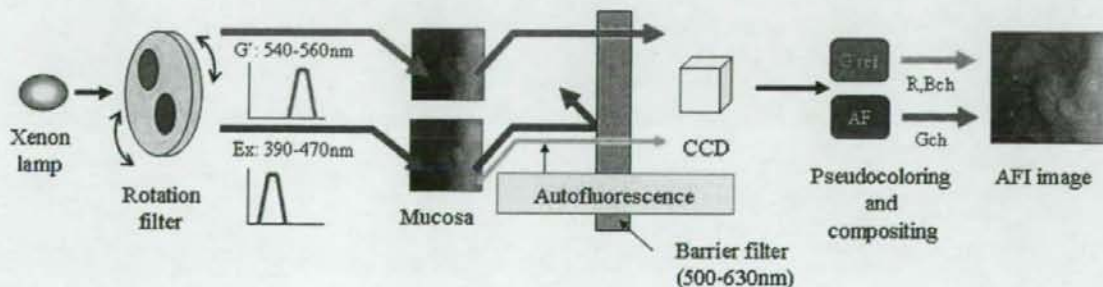 Xenon
lamp
Rotation
filter
G': 540-560nm
Ex: 390-470nm
Mucosa
Autofluorescence
Barrier filter
(500-630nm)
CCD
G ref
AF
R,Bch
Gch
Pseudocoloring
and
compositing
AFI image